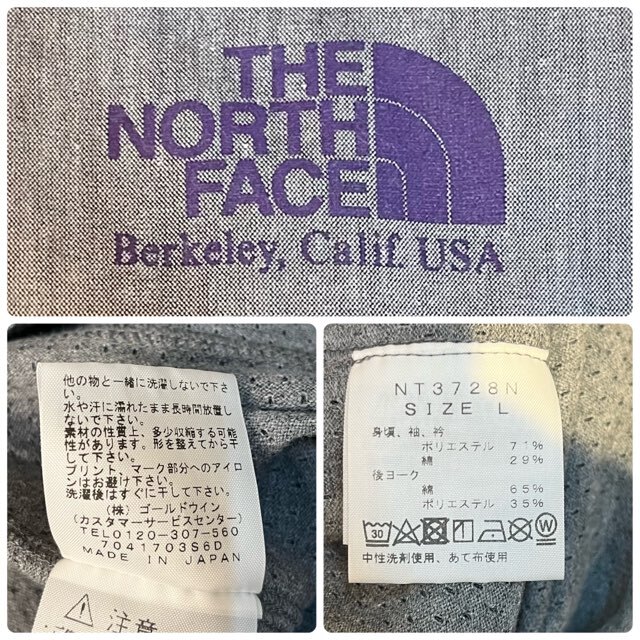 THE
NORTH
FACE
Berkeley, Calif. USA
他の物と一緒に洗濯しないで下さ
い。
水や汗に濡れたまま長時間放置し
ないで下さい。
素材の性質上、多少収縮する可能
性があります。形を整えてから干
して下さい。
プリント、マーク部分へのアイロ
ンはお避け下さい。
洗濯後はすぐに干して下さい。
(株)ゴールドウイン
(カスタマーサービスセンター)
TEL0120-307-560
7041703S6D
MADE IN JAPAN
注意
NT3728N
SIZE L
身頃、袖、衿
ポリエステル 71%
綿 29%
後ヨーク
綿 65%
ポリエステル 35%
30
W
中性洗剤使用、あて布使用